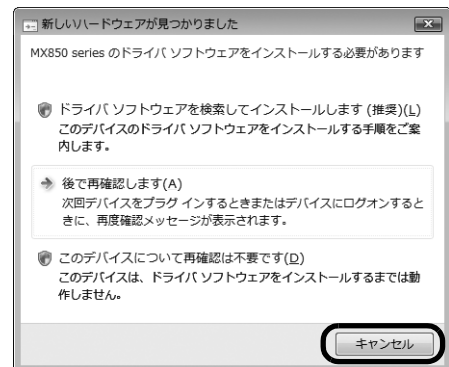 新しいハードウェアが見つかりました
MX850 series のドライバ ソフトウェアをインストールする必要があります
ドライバ ソフトウェアを検索してインストールします (推奨)(L)
このデバイスのドライバ ソフトウェアをインストールする手順をご案
内します。
後で再確認します(A)
次回デバイスをプラグ インするときまたはデバイスにログオンすると
きに、再度確認メッセージが表示されます。
このデバイスについて再確認は不要です(D)
このデバイスは、ドライバ ソフトウェアをインストールするまでは動
作しません。
キャンセル